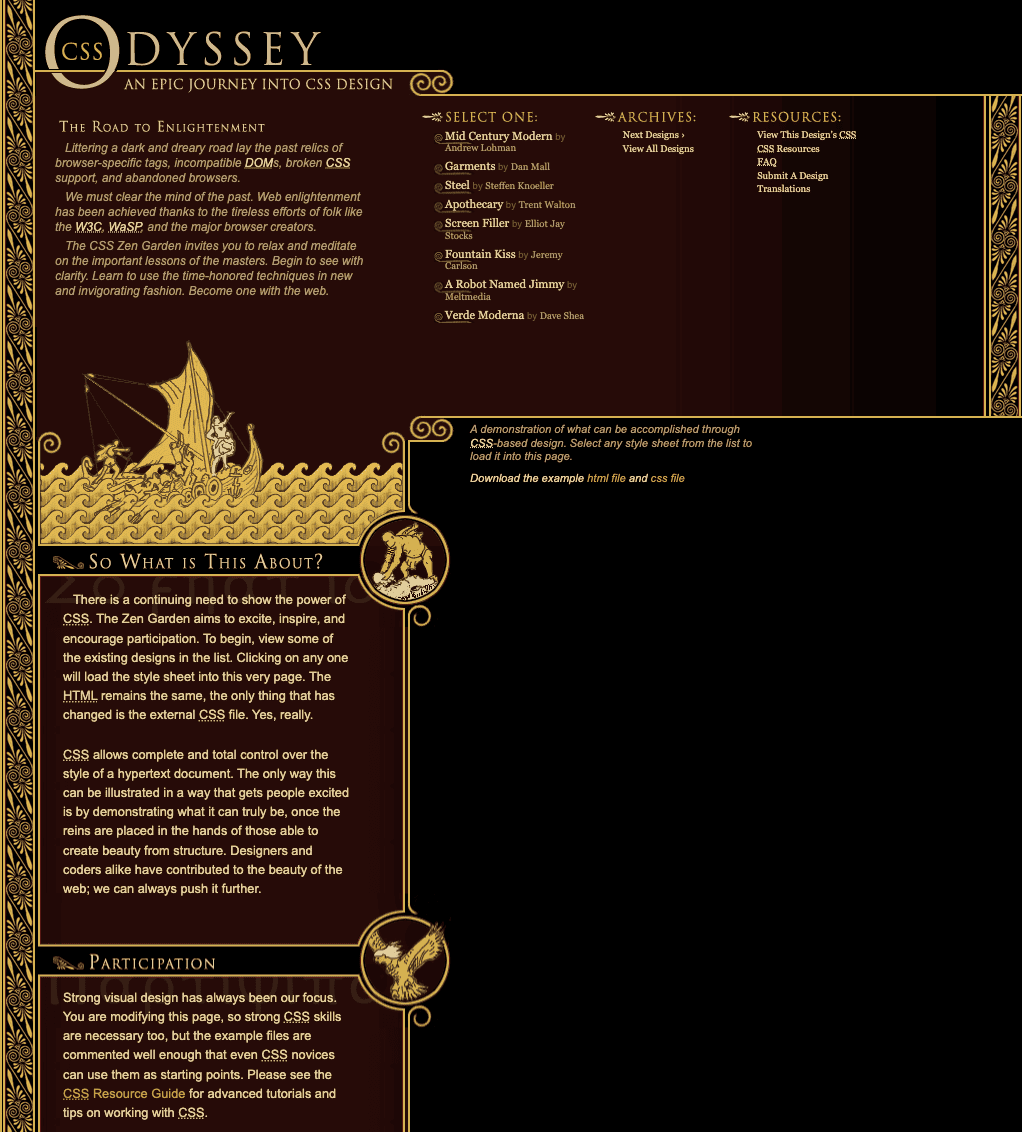 CSS ODYSSEY
AN EPIC JOURNEY INTO CSS DESIGN
The Road to Enlightenment
Littering a dark and dreary road lay the past relics of
browser-specific tags, incompatible DOMs, broken CSS
support, and abandoned browsers.
We must clear the mind of the past. Web enlightenment
has been achieved thanks to the tireless efforts of folk like
the W3C, WaSP, and the major browser creators.
The CSS Zen Garden invites you to relax and meditate
on the important lessons of the masters. Begin to see with
clarity. Learn to use the time-honored techniques in new
and invigorating fashion. Become one with the web.
SELECT ONE:
Mid Century Modern by
Andrew Lohman
Garments by Dan Mall
Steel by Steffen Knoeller
Apothecary by Trent Walton
Screen Filler by Elliot Jay
Stocks
Fountain Kiss by Jeremy
Carlson
A Robot Named Jimmy by
Meltmedia
Verde Moderna by Dave Shea
ARCHIVES:
Next Designs ›
View All Designs
RESOURCES:
View This Design's CSS
CSS Resources
FAQ
Submit A Design
Translations
A demonstration of what can be accomplished through
CSS-based design. Select any style sheet from the list to
load it into this page.
Download the example html file and css file
So What is This About?
There is a continuing need to show the power of
CSS. The Zen Garden aims to excite, inspire, and
encourage participation. To begin, view some of
the existing designs in the list. Clicking on any one
will load the style sheet into this very page. The
HTML remains the same, the only thing that has
changed is the external CSS file. Yes, really.
CSS allows complete and total control over the
style of a hypertext document. The only way this
can be illustrated in a way that gets people excited
is by demonstrating what it can truly be, once the
reins are placed in the hands of those able to
create beauty from structure. Designers and
coders alike have contributed to the beauty of the
web; we can always push it further.
Participation
Strong visual design has always been our focus.
You are modifying this page, so strong CSS skills
are necessary too, but the example files are
commented well enough that even CSS novices
can use them as starting points. Please see the
CSS Resource Guide for advanced tutorials and
tips on working with CSS.